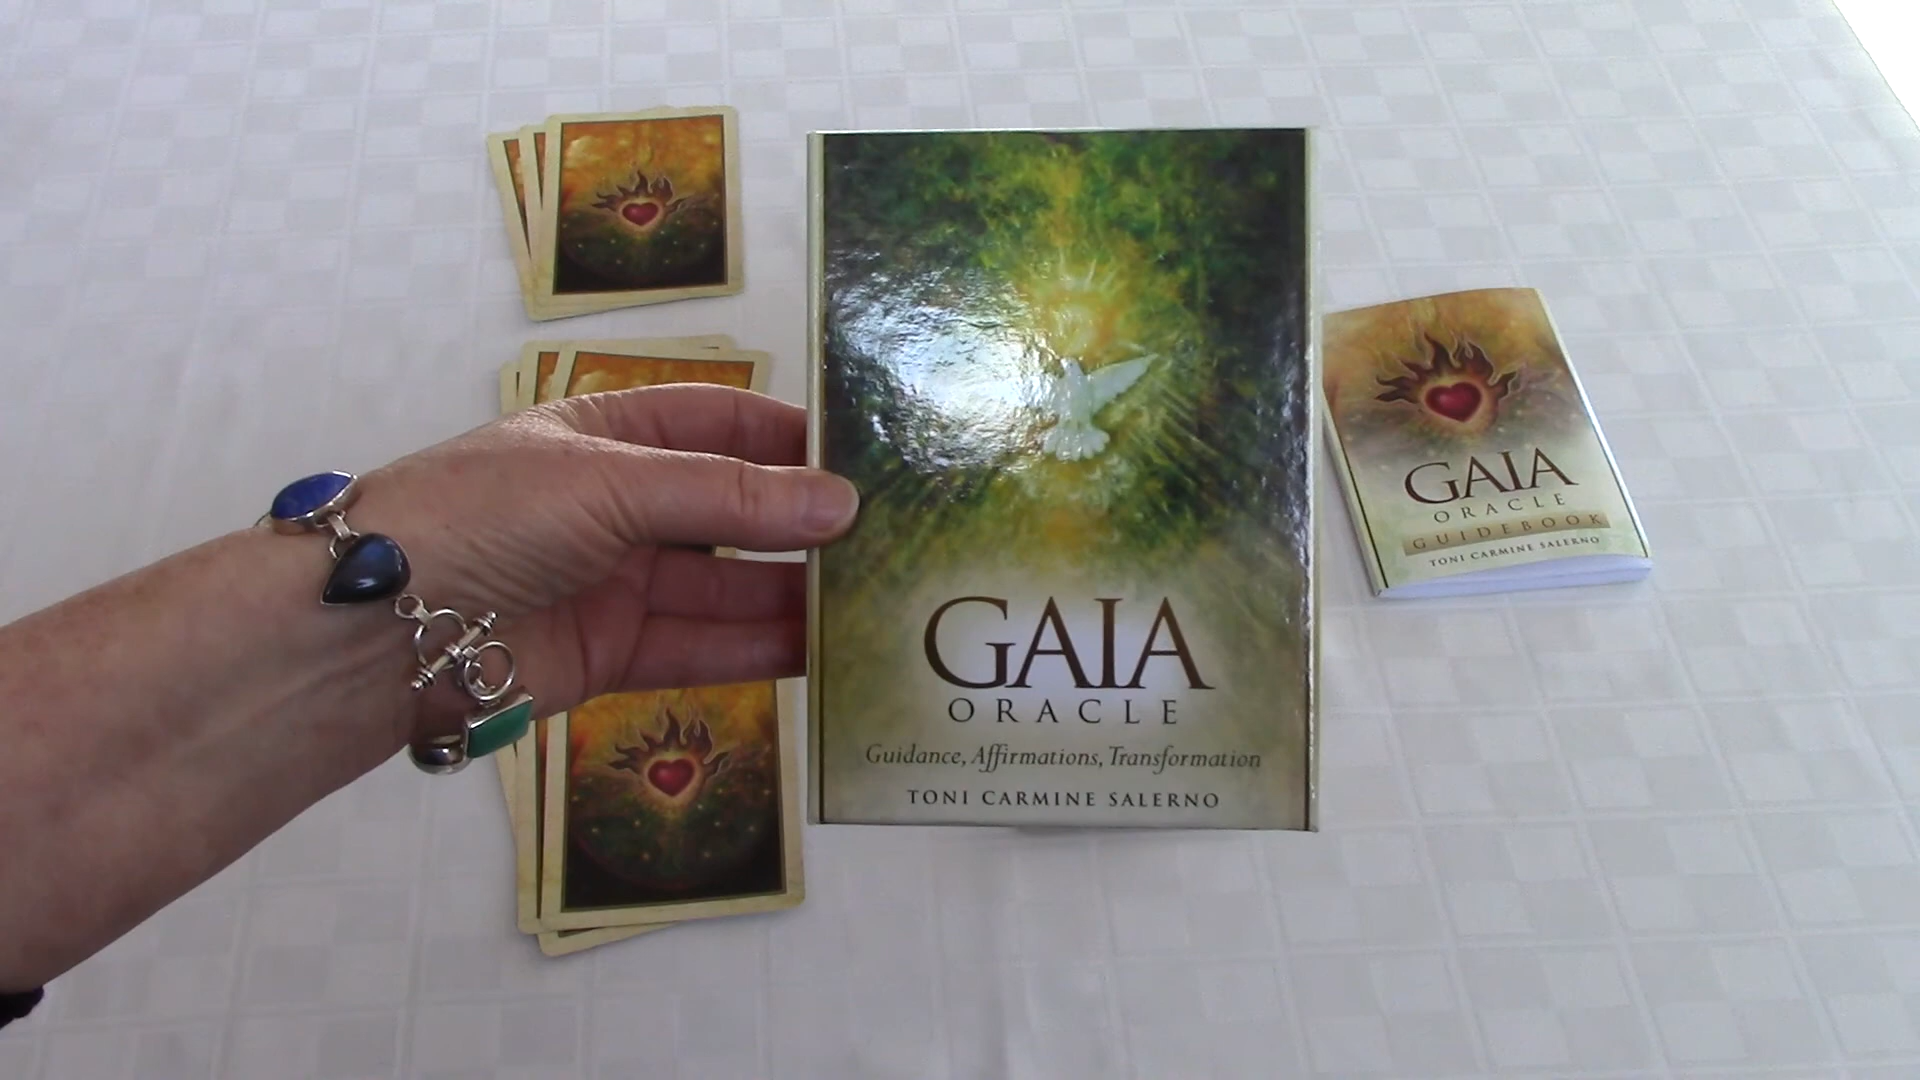 GAIA
ORACLE
Guidance, Affirmations, Transformation
TONI CARMINE SALERNO
GAIA
ORACLE
GUIDEBOOK
TONI CARMINE SALERNO